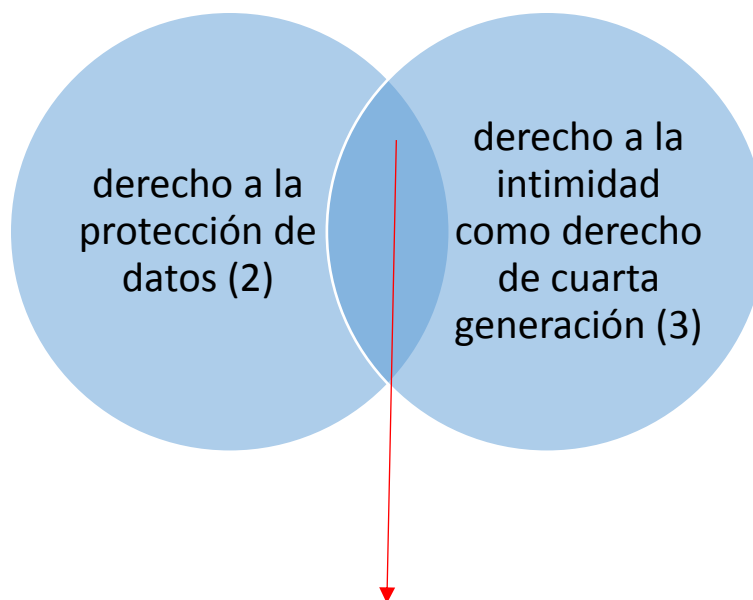 derecho a la
protección de
datos (2)
derecho a la
intimidad
como derecho
de cuarta
generación (3)